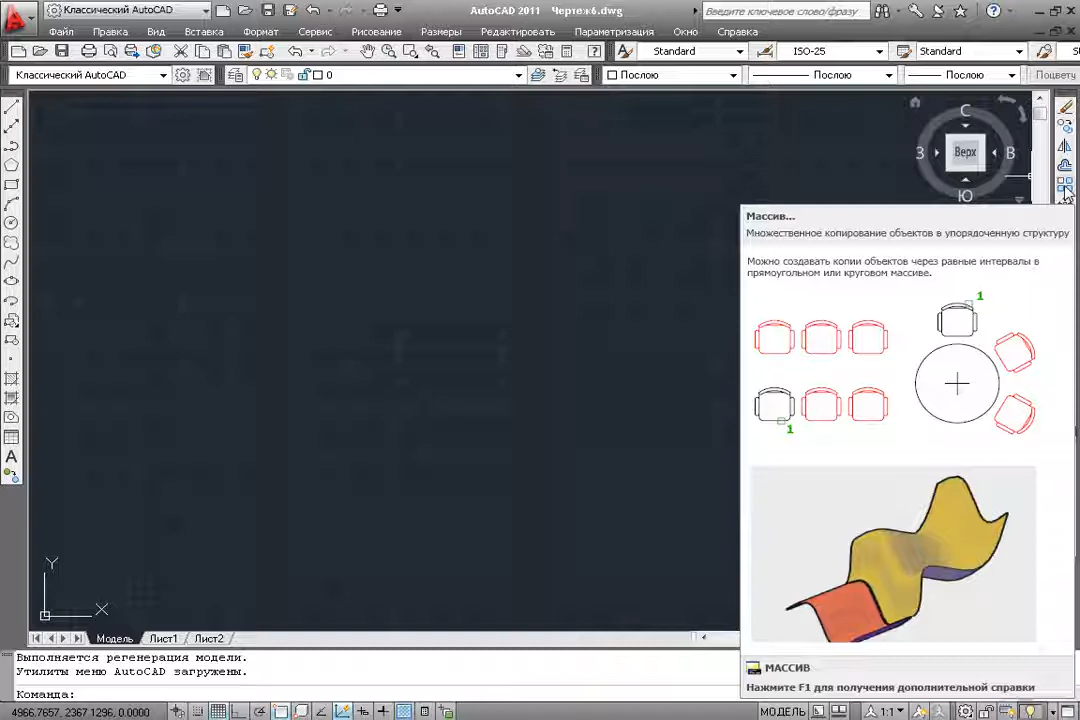 Классический AutoCAD
AutoCAD 2011 Чертеж6.dwg
Введите ключевое слово/фразу
Файл Правка Вид Вставка Формат Сервис Рисование Размеры Редактировать Параметризация Окно Справка
Standard ISO-25 Standard
Классический AutoCAD 0 Послою Послою Послою Поцвету
С
З Верх В
Ю
Массив...
Множественное копирование объектов в упорядоченную структуру
Можно создавать копии объектов через равные интервалы в
прямоугольном или круговом массиве.
1
1
Y
X
Модель Лист1 Лист2
Выполняется регенерация модели.
Утилиты меню AutoCAD загружены.
МАССИВ
Нажмите F1 для получения дополнительной справки
Команда:
4966.7657, 2367.1296, 0.0000 МОДЕЛЬ 1:1
A